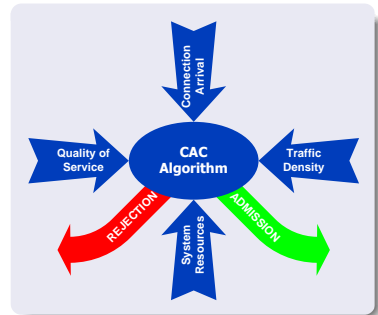 Connection
Arrival
Quality of
Service
CAC
Algorithm
Traffic
Density
REJECTION
ADMISSION
System
Resources